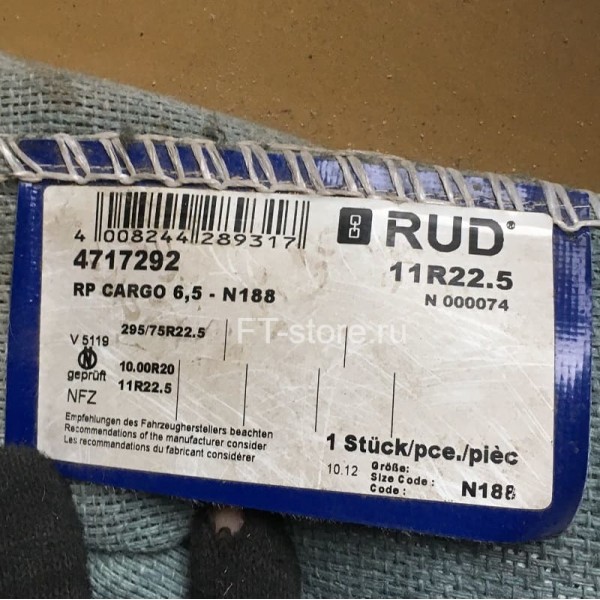 4 008244 289317
RUD®
4717292
11R22.5
RP CARGO 6,5 - N188
N 000074
FT-store.ru
295/75R22.5
V 5119
N
geprüft
10.00R20
11R22.5
NFZ
Empfehlungen des Fahrzeugherstellers beachten
Recommendations of the manufacturer consider
Les recommandations du fabricant considérer
1 Stück/pce./pièc
10.12
Größe:
Size Code :
Code :
N188